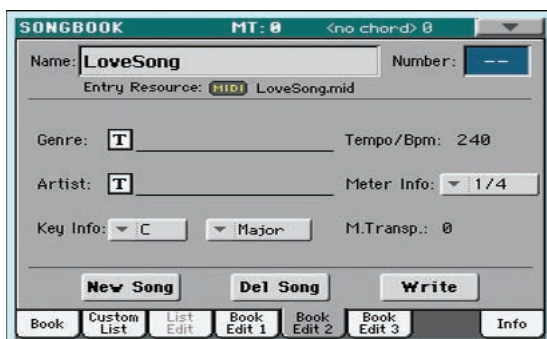 SONGBOOK MT: 0 <no chord> 0
Name: LoveSong Number: --
Entry Resource: MIDI LoveSong.mid
Genre: T Tempo/Bpm: 240
Artist: T Meter Info: 1/4
Key Info: C Major M.Transp.: 0
New Song Del Song Write
Book Custom List List Edit Book Edit 1 Book Edit 2 Book Edit 3 Info